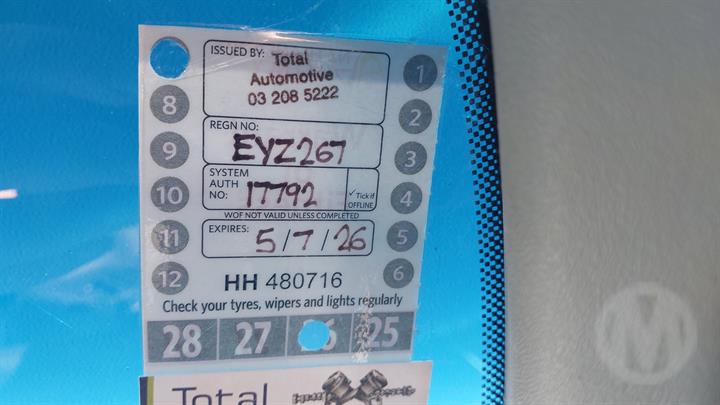 ISSUED BY: Total
Automotive
03 208 5222
1
8
2
REGN NO:
EYZ267
9
3
SYSTEM
AUTH
NO: 17792
✓ Tick if
OFFLINE
10
4
WOF NOT VALID UNLESS COMPLETED
EXPIRES: 5/7/26
11
5
12
HH 480716
6
Check your tyres, wipers and lights regularly
28 27 25
Total
M